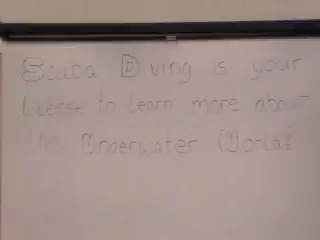 Scuba Diving is your
License to learn more about
the Underwater World